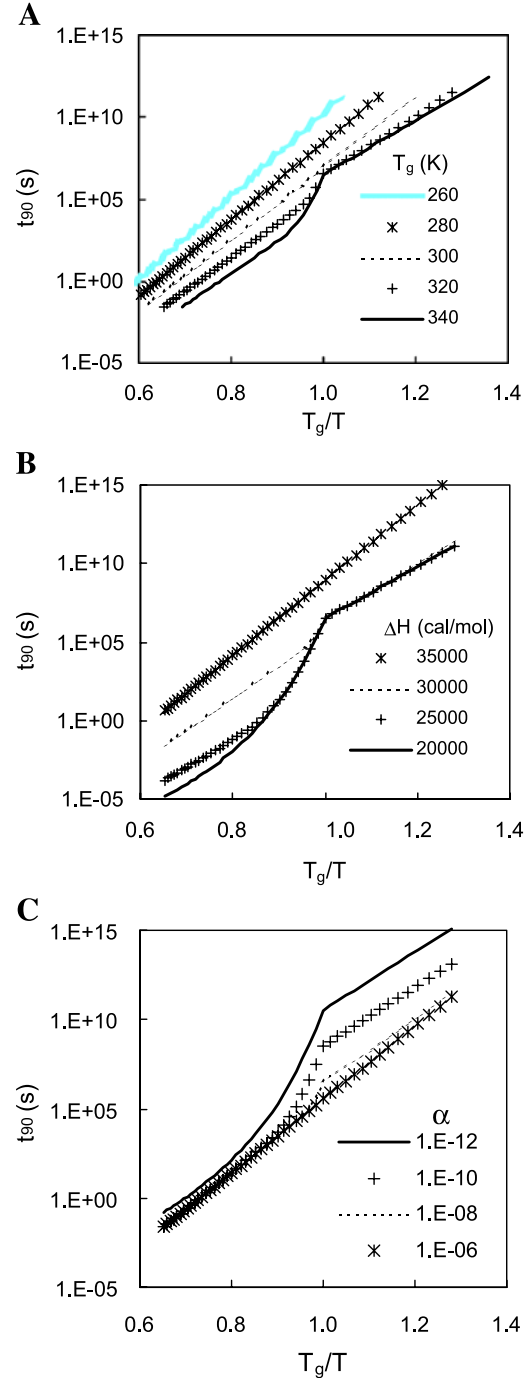 A
1.E+15
1.E+10
1.E+05
1.E+00
1.E-05
t90 (s)
Tg (K)
260
280
300
320
340
0.6 0.8 1.0 1.2 1.4
Tg/T
B
1.E+15
1.E+10
1.E+05
1.E+00
1.E-05
t90 (s)
ΔH (cal/mol)
35000
30000
25000
20000
0.6 0.8 1.0 1.2 1.4
Tg/T
C
1.E+15
1.E+10
1.E+05
1.E+00
1.E-05
t90 (s)
α
1.E-12
1.E-10
1.E-08
1.E-06
0.6 0.8 1.0 1.2 1.4
Tg/T